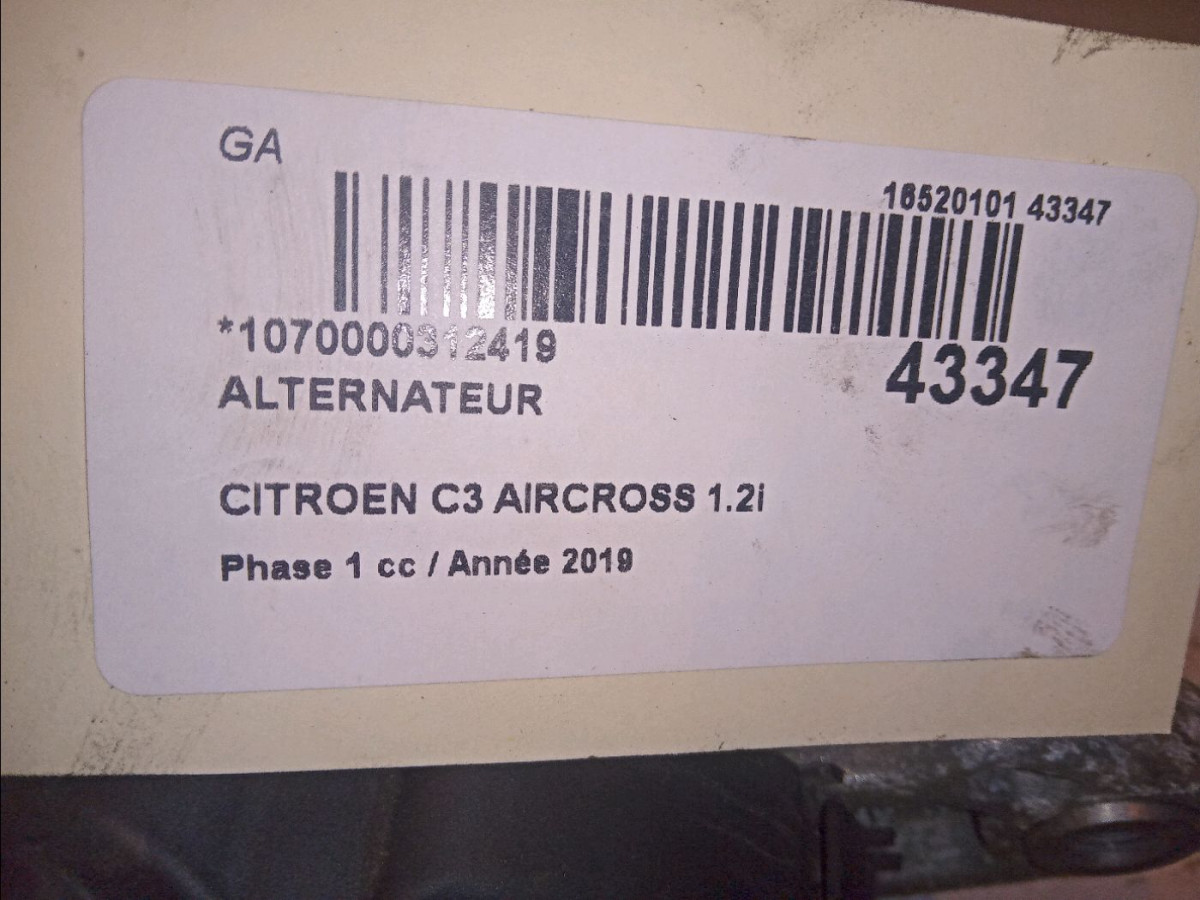 GA
16520101 43347
*1070000312419
43347
ALTERNATEUR
CITROEN C3 AIRCROSS 1.2i
Phase 1 cc / Année 2019